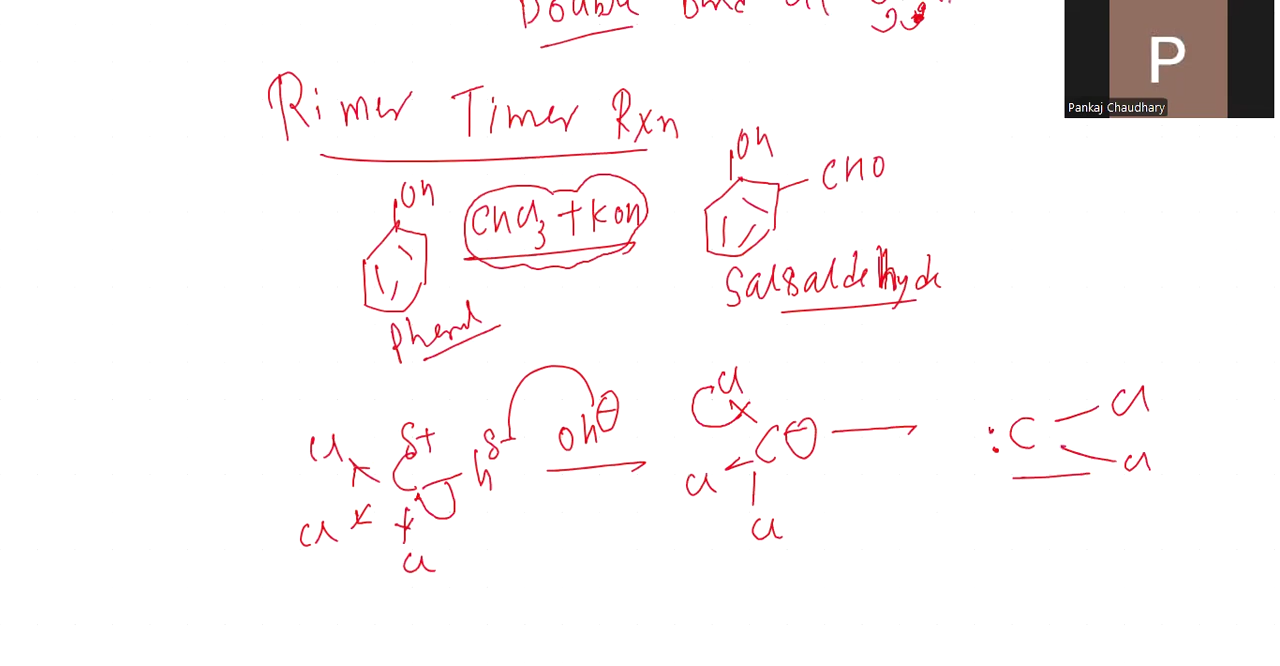 Double
P
Pankaj Chaudhary
Rimer Timer Rxn
OH CHCl3 + KOH OH CHO
Phenol Salsaldehyde
Cl δ+ H δ- OH⊖ Cl C⊖ : C Cl
Cl Cl Cl
Cl Cl